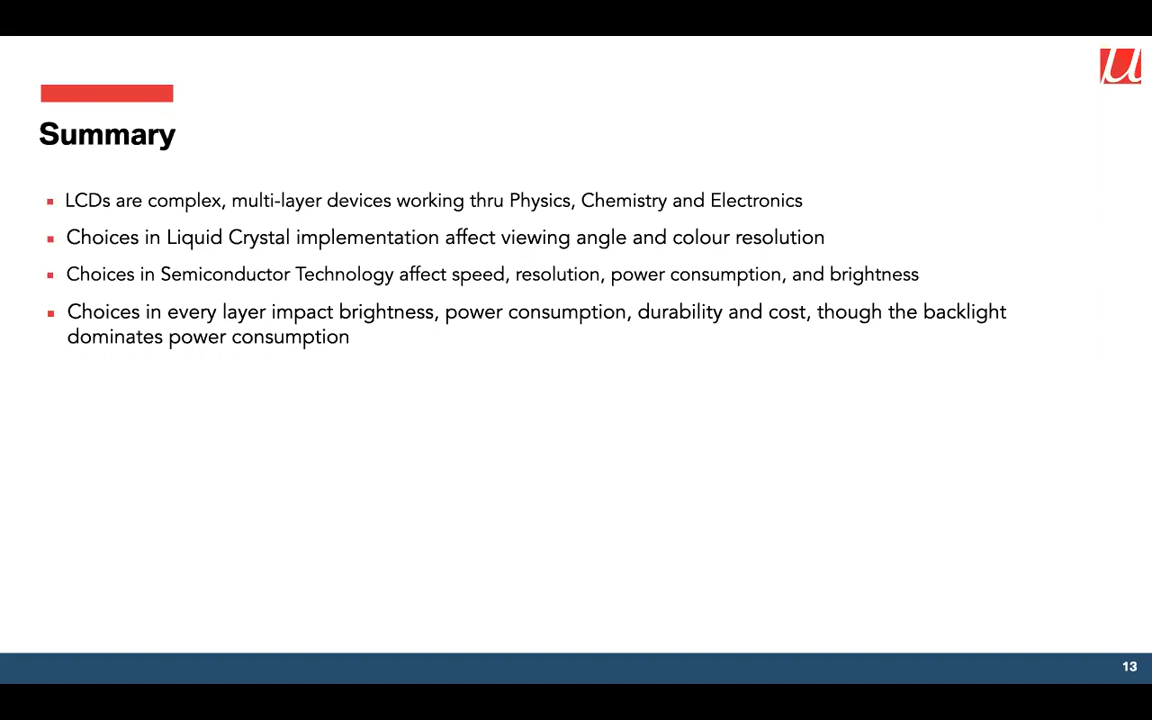 Summary
LCDs are complex, multi-layer devices working thru Physics, Chemistry and Electronics
Choices in Liquid Crystal implementation affect viewing angle and colour resolution
Choices in Semiconductor Technology affect speed, resolution, power consumption, and brightness
Choices in every layer impact brightness, power consumption, durability and cost, though the backlight
dominates power consumption
13